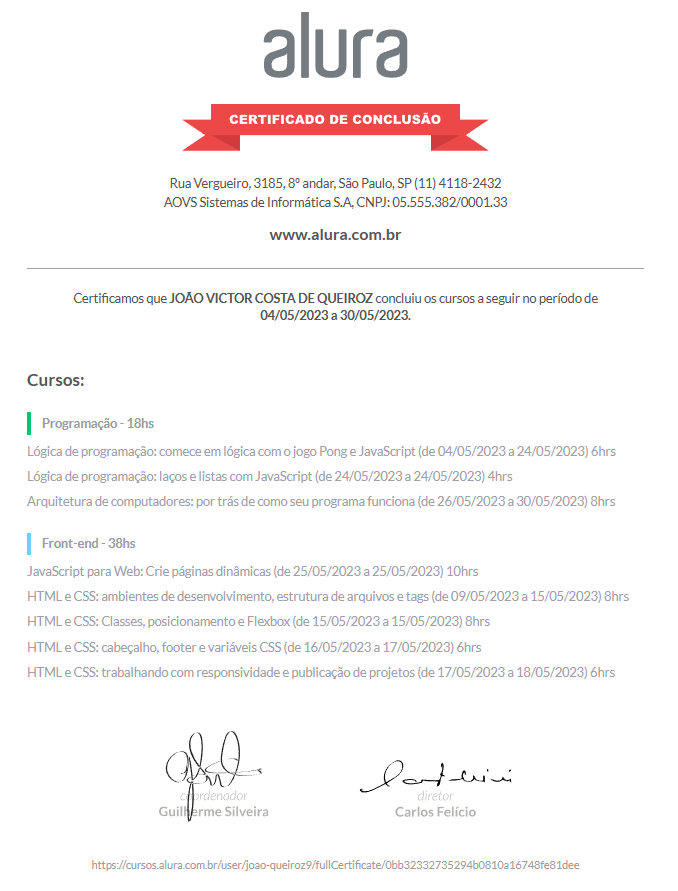 alura
CERTIFICADO DE CONCLUSÃO
Rua Vergueiro, 3185, 8º andar, São Paulo, SP (11) 4118-2432
AOVS Sistemas de Informática S.A, CNPJ: 05.555.382/0001.33
www.alura.com.br
Certificamos que JOÃO VICTOR COSTA DE QUEIROZ concluiu os cursos a seguir no período de
04/05/2023 a 30/05/2023.
Cursos:
Programação - 18hs
Lógica de programação: comece em lógica com o jogo Pong e JavaScript (de 04/05/2023 a 24/05/2023) 6hrs
Lógica de programação: laços e listas com JavaScript (de 24/05/2023 a 24/05/2023) 4hrs
Arquitetura de computadores: por trás de como seu programa funciona (de 26/05/2023 a 30/05/2023) 8hrs
Front-end - 38hs
JavaScript para Web: Crie páginas dinâmicas (de 25/05/2023 a 25/05/2023) 10hrs
HTML e CSS: ambientes de desenvolvimento, estrutura de arquivos e tags (de 09/05/2023 a 15/05/2023) 8hrs
HTML e CSS: Classes, posicionamento e Flexbox (de 15/05/2023 a 15/05/2023) 8hrs
HTML e CSS: cabeçalho, footer e variáveis CSS (de 16/05/2023 a 17/05/2023) 6hrs
HTML e CSS: trabalhando com responsividade e publicação de projetos (de 17/05/2023 a 18/05/2023) 6hrs
coordenador diretor
Guilherme Silveira Carlos Felício
https://cursos.alura.com.br/user/joao-queiroz9/fullCertificate/0bb32332735294b0810a16748fe81dee